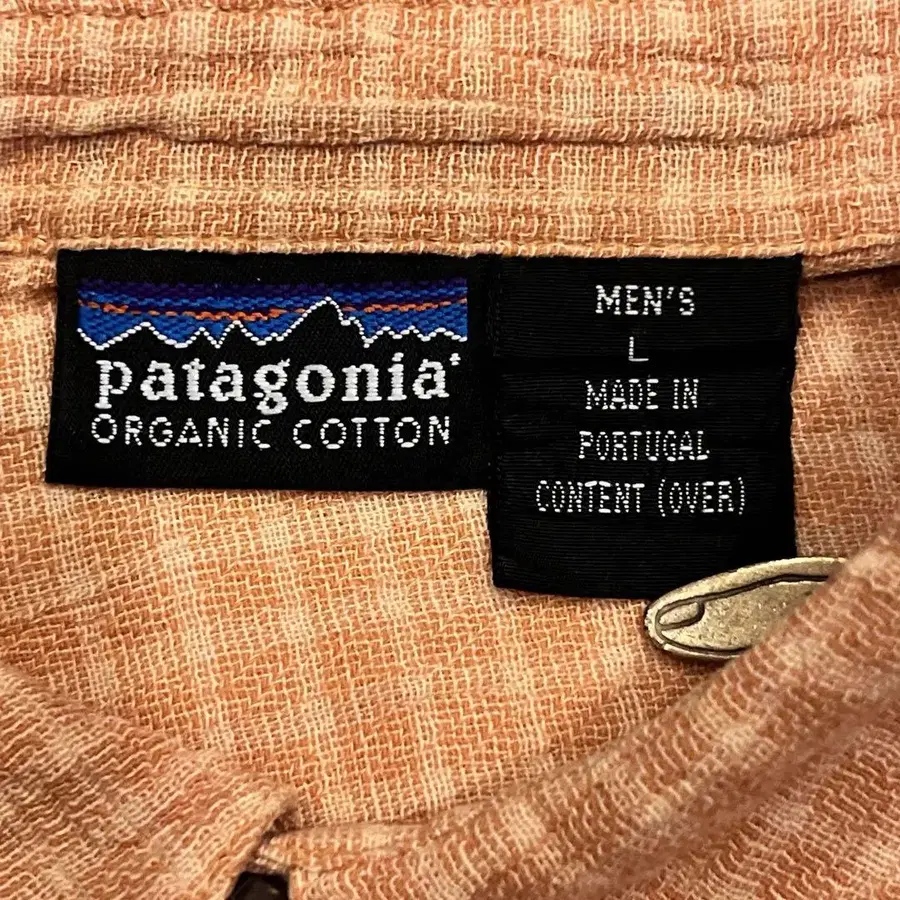 patagonia®
ORGANIC COTTON
MEN'S
L
MADE IN
PORTUGAL
CONTENT (OVER)